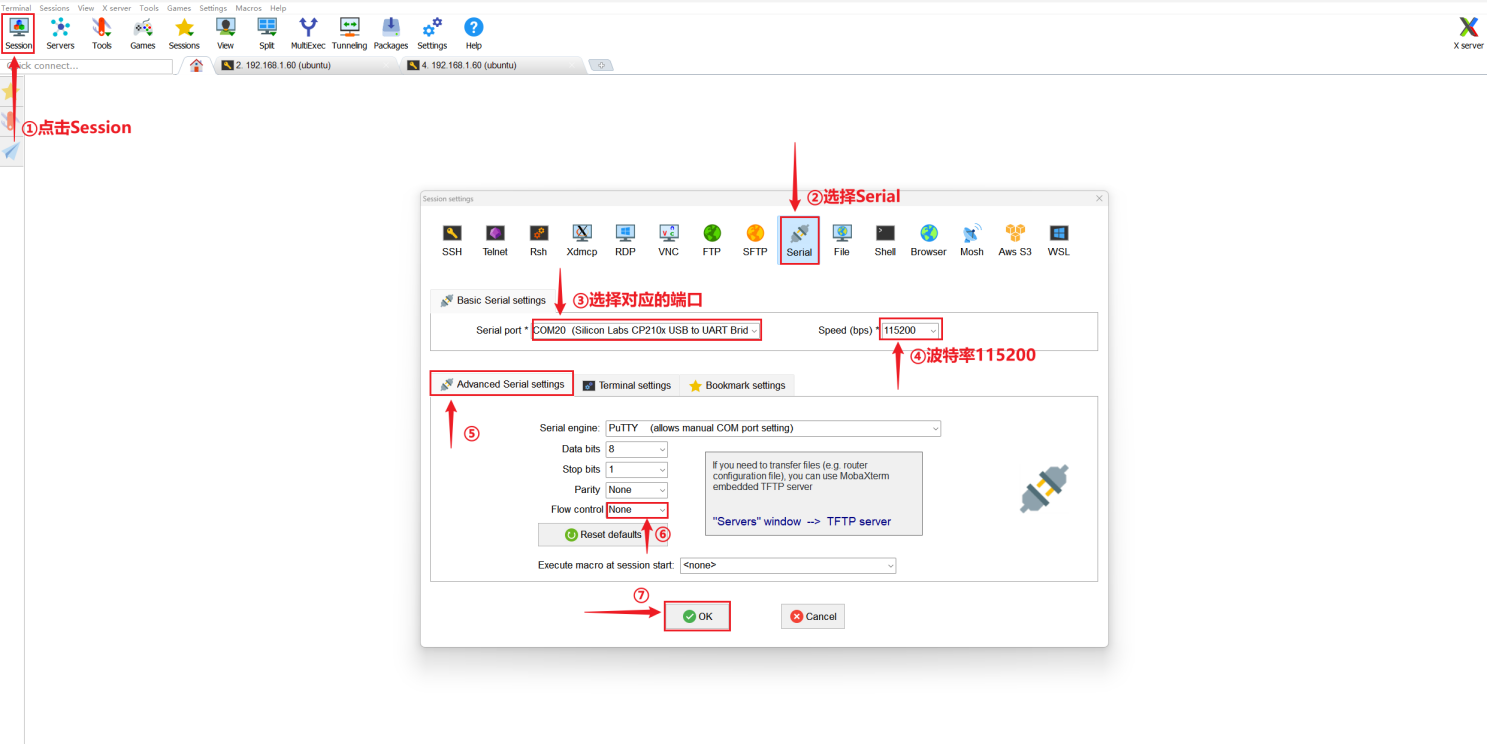 Terminal Sessions View X server Tools Games Settings Macros Help
Session Servers Tools Games Sessions View Split MultiExec Tunneling Packages Settings Help
X server
connect...
2. 192.168.1.60 (ubuntu)
4. 192.168.1.60 (ubuntu)
①点击Session
②选择Serial
Session settings
SSH Telnet Rsh Xdmcp RDP VNC FTP SFTP Serial File Shell Browser Mosh Aws S3 WSL
Basic Serial settings
③选择对应的端口
Serial port * COM20 (Silicon Labs CP210x USB to UART Brid
Speed (bps) * 115200
④波特率115200
Advanced Serial settings Terminal settings Bookmark settings
⑤
Serial engine: PuTTY (allows manual COM port setting)
Data bits 8
Stop bits 1
Parity None
Flow control None
If you need to transfer files (e.g. router
configuration file), you can use MobaXterm
embedded TFTP server
"Servers" window --> TFTP server
Reset defaults
⑥
Execute macro at session start: <none>
⑦
OK
Cancel